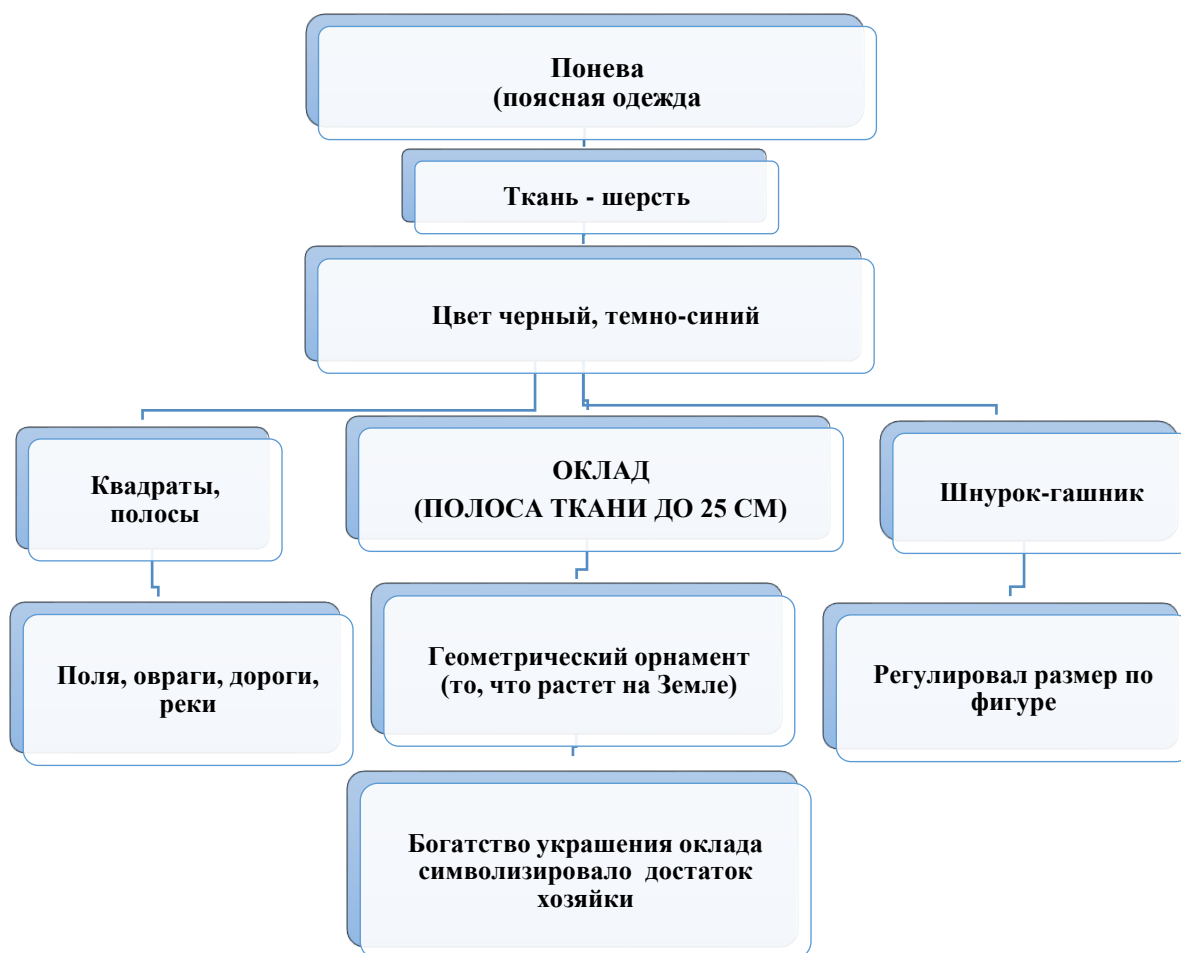 Понева
(поясная одежда
Ткань - шерсть
Цвет черный, темно-синий
Квадраты,
полосы
ОКЛАД
(ПОЛОСА ТКАНИ ДО 25 СМ)
Шнурок-гашник
Поля, овраги, дороги,
реки
Геометрический орнамент
(то, что растет на Земле)
Регулировал размер по
фигуре
Богатство украшения оклада
символизировало достаток
хозяйки